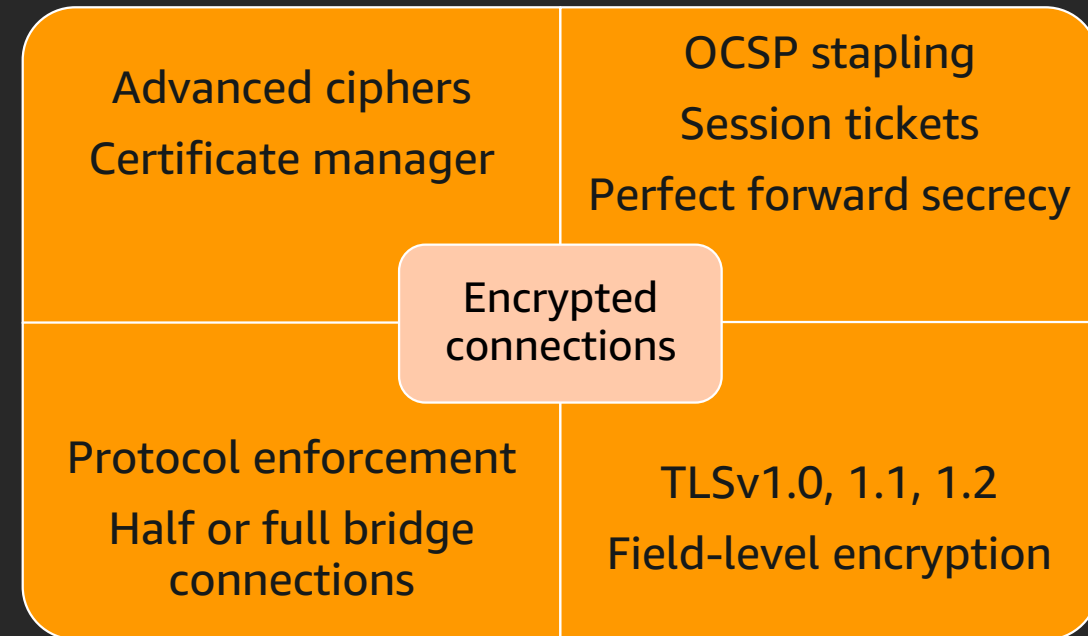 Advanced ciphers
Certificate manager
OCSP stapling
Session tickets
Perfect forward secrecy
Encrypted
connections
Protocol enforcement
Half or full bridge
connections
TLSv1.0, 1.1, 1.2
Field-level encryption